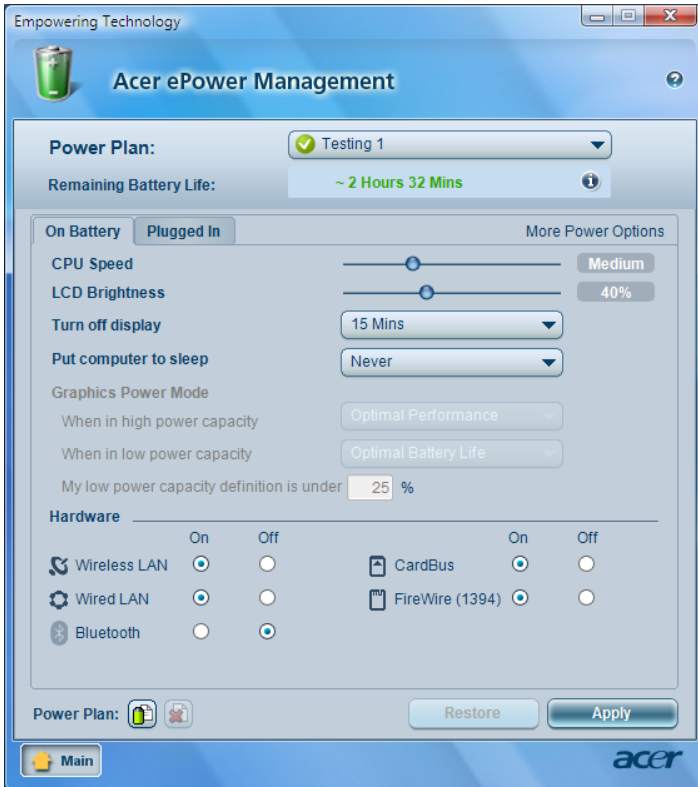 Empowering Technology
Acer ePower Management
Power Plan: Testing 1
Remaining Battery Life: ~ 2 Hours 32 Mins
On Battery Plugged In More Power Options
CPU Speed Medium
LCD Brightness 40%
Turn off display 15 Mins
Put computer to sleep Never
Graphics Power Mode
When in high power capacity Optimal Performance
When in low power capacity Optimal Battery Life
My low power capacity definition is under 25 %
Hardware
On Off On Off
Wireless LAN CardBus
Wired LAN FireWire (1394)
Bluetooth
Power Plan: Restore Apply
Main acer